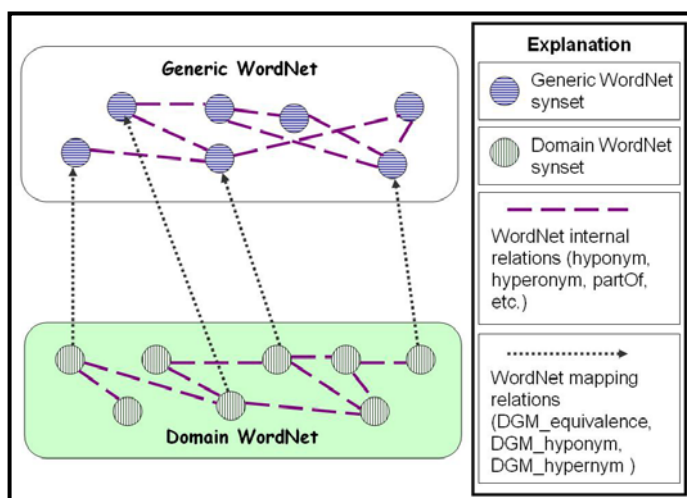 Generic WordNet
Domain WordNet
Explanation
Generic WordNet
synset
Domain WordNet
synset
WordNet internal
relations (hyponym,
hyperonym, partOf,
etc.)
WordNet mapping
relations
(DGM_equivalence,
DGM_hyponym,
DGM_hypernym )